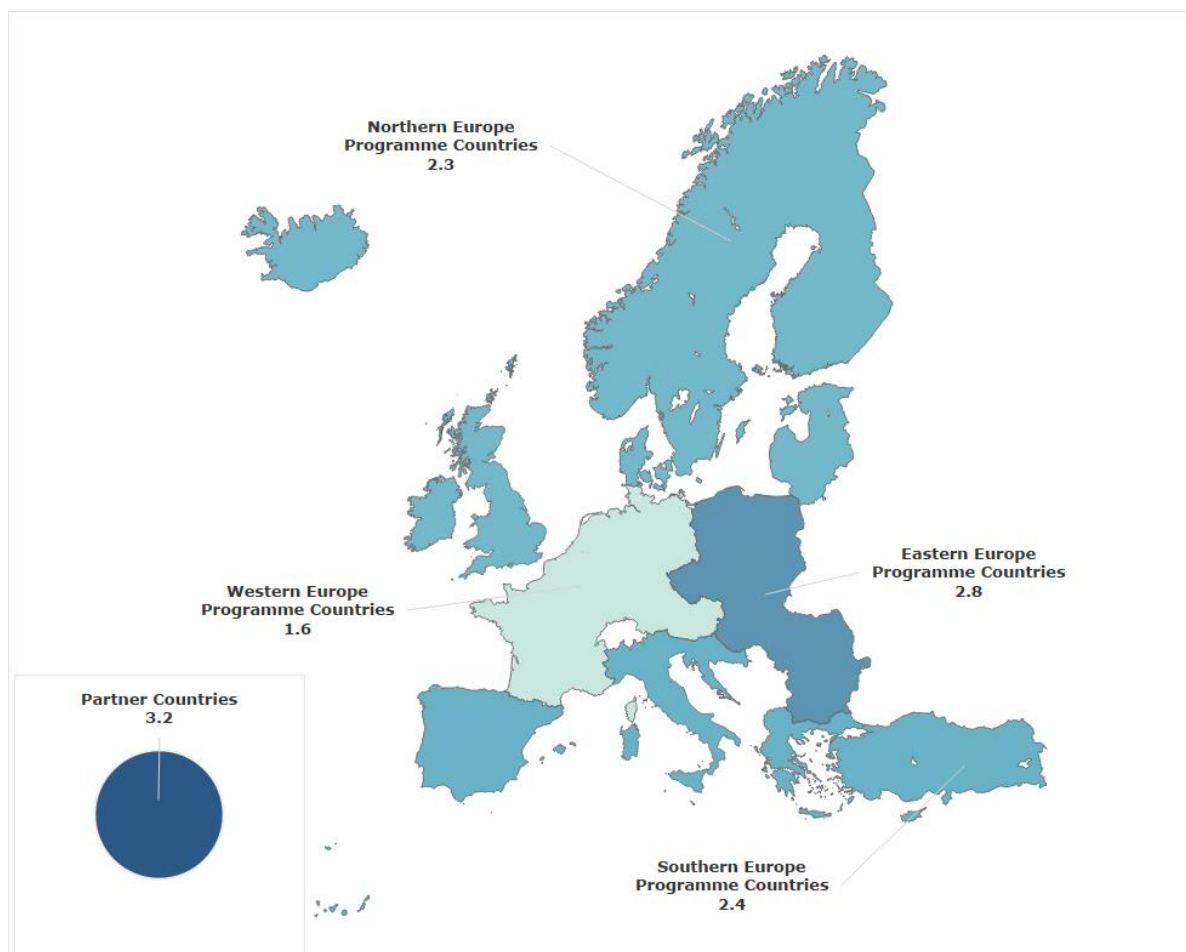 Northern Europe
Programme Countries
2.3
Eastern Europe
Programme Countries
2.8
Western Europe
Programme Countries
1.6
Partner Countries
3.2
Southern Europe
Programme Countries
2.4